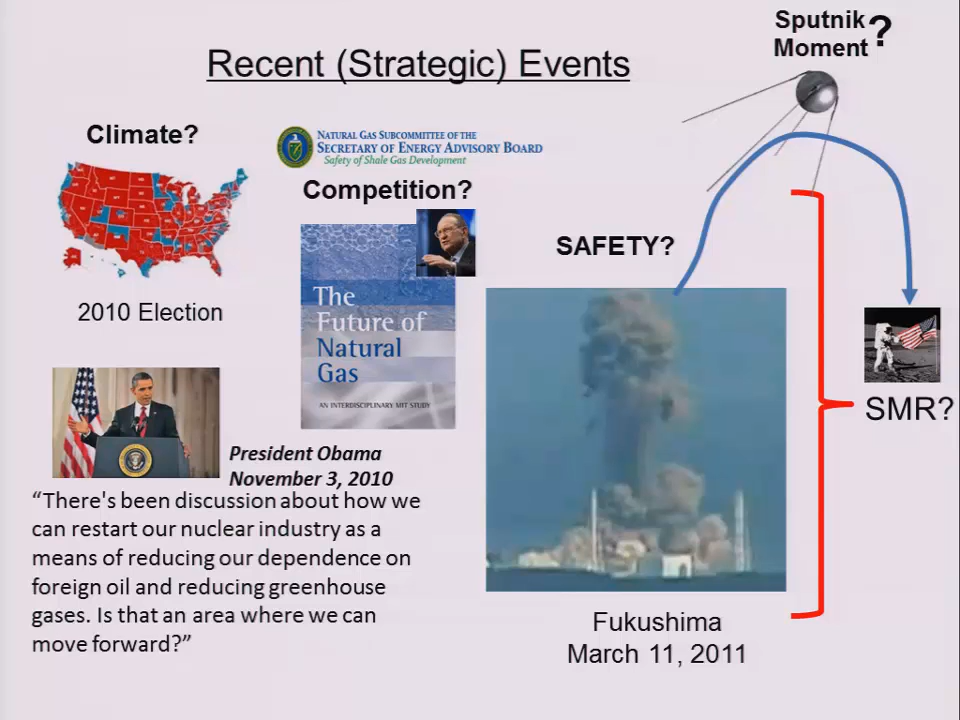 Sputnik
Moment ?
Recent (Strategic) Events
Climate?
NATURAL GAS SUBCOMMITTEE OF THE
SECRETARY OF ENERGY ADVISORY BOARD
Safety of Shale Gas Development
Competition?
SAFETY?
2010 Election
The
Future of
Natural
Gas
AN INTERDISCIPLINARY MIT STUDY
SMR?
President Obama
November 3, 2010
“There's been discussion about how we
can restart our nuclear industry as a
means of reducing our dependence on
foreign oil and reducing greenhouse
gases. Is that an area where we can
move forward?”
Fukushima
March 11, 2011